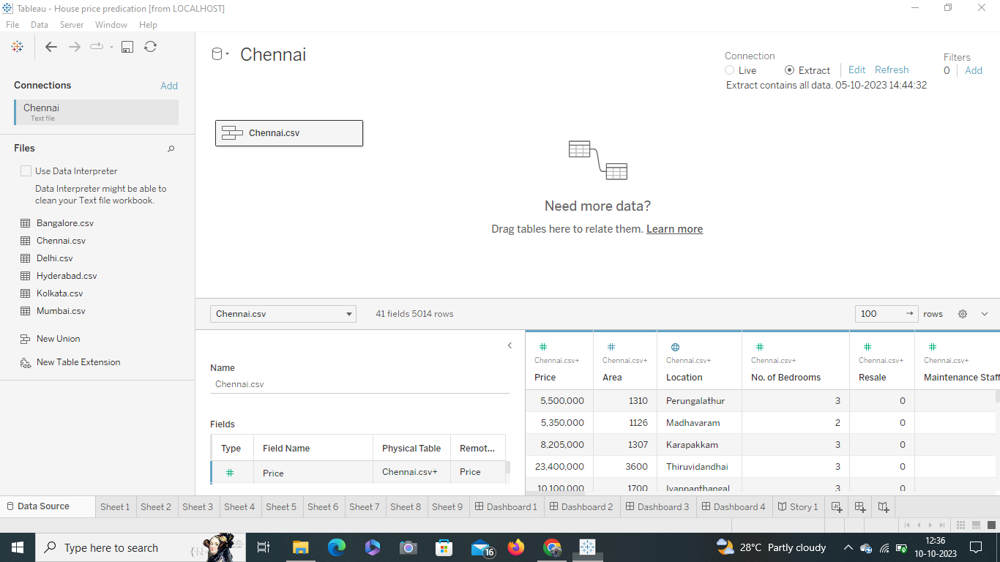 Tableau - House price predication [from LOCALHOST]
File Data Server Window Help
Connections Add
Chennai
Text file
Files
Use Data Interpreter
Data Interpreter might be able to
clean your Text file workbook.
Bangalore.csv
Chennai.csv
Delhi.csv
Hyderabad.csv
Kolkata.csv
Mumbai.csv
New Union
New Table Extension
Chennai
Connection
Live Extract Edit Refresh
Extract contains all data. 05-10-2023 14:44:32
Filters
0 Add
Chennai.csv
Need more data?
Drag tables here to relate them. Learn more
Chennai.csv 41 fields 5014 rows 100 rows
Name
Chennai.csv
Fields
Type Field Name Physical Table Remot...
Price Chennai.csv+ Price
Chennai.csv+ Chennai.csv+ Chennai.csv+ Chennai.csv+ Chennai.csv+ Chennai.csv+
Price Area Location No. of Bedrooms Resale Maintenance Staff
5,500,000 1310 Perungalathur 3 0
5,350,000 1126 Madhavaram 2 0
8,205,000 1307 Karapakkam 3 0
23,400,000 3600 Thiruvidandhai 3 0
10,100,000 1700 Iyappanthangal 3 0
Data Source Sheet 1 Sheet 2 Sheet 3 Sheet 4 Sheet 5 Sheet 6 Sheet 7 Sheet 8 Sheet 9 Dashboard 1 Dashboard 2 Dashboard 3 Dashboard 4 Story 1
Type here to search 16 28°C Partly cloudy 12:36
10-10-2023